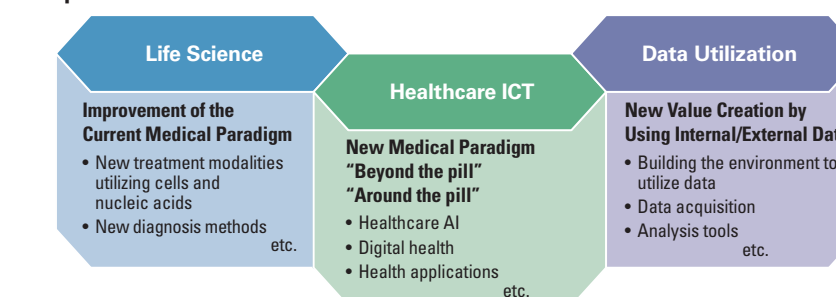 Life Science
Improvement of the
Current Medical Paradigm
• New treatment modalities
utilizing cells and
nucleic acids
• New diagnosis methods
etc.
Healthcare ICT
New Medical Paradigm
“Beyond the pill”
“Around the pill”
• Healthcare AI
• Digital health
• Health applications
etc.
Data Utilization
New Value Creation by
Using Internal/External Dat
• Building the environment to
utilize data
• Data acquisition
• Analysis tools
etc.